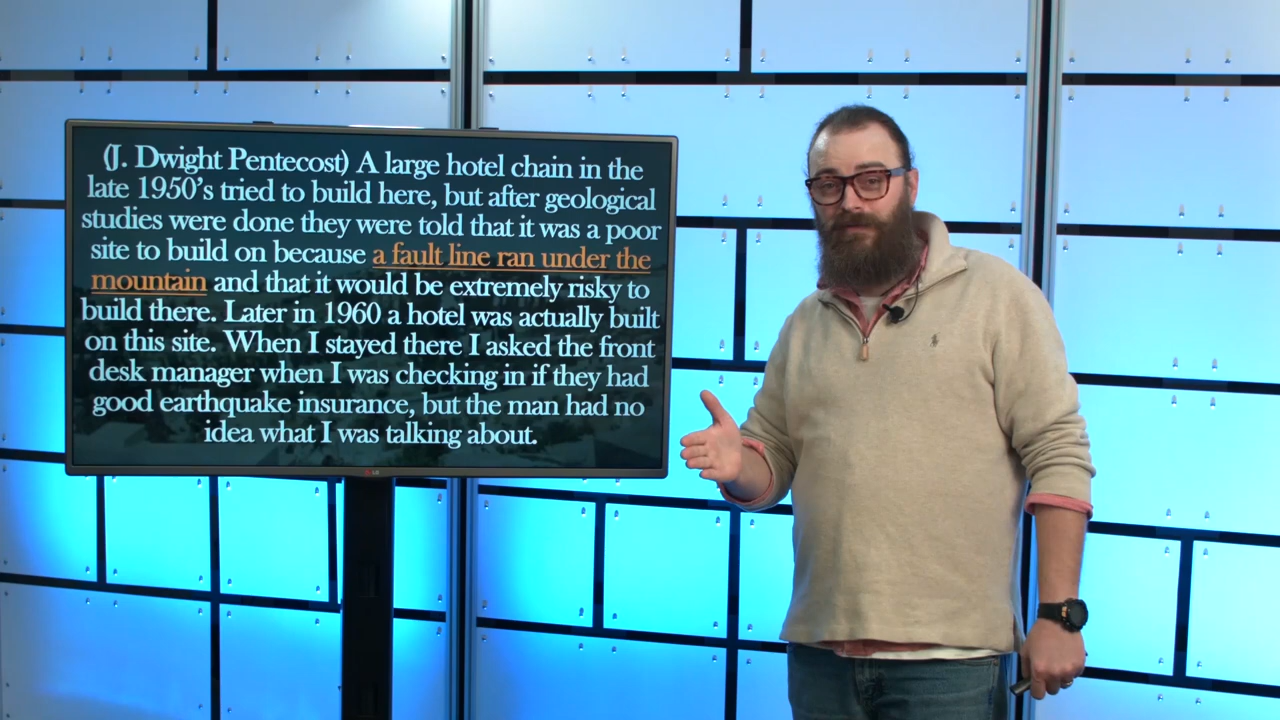 (J. Dwight Pentecost) A large hotel chain in the
late 1950's tried to build here, but after geological
studies were done they were told that it was a poor
site to build on because a fault line ran under the
mountain and that it would be extremely risky to
build there. Later in 1960 a hotel was actually built
on this site. When I stayed there I asked the front
desk manager when I was checking in if they had
good earthquake insurance, but the man had no
idea what I was talking about.
LG